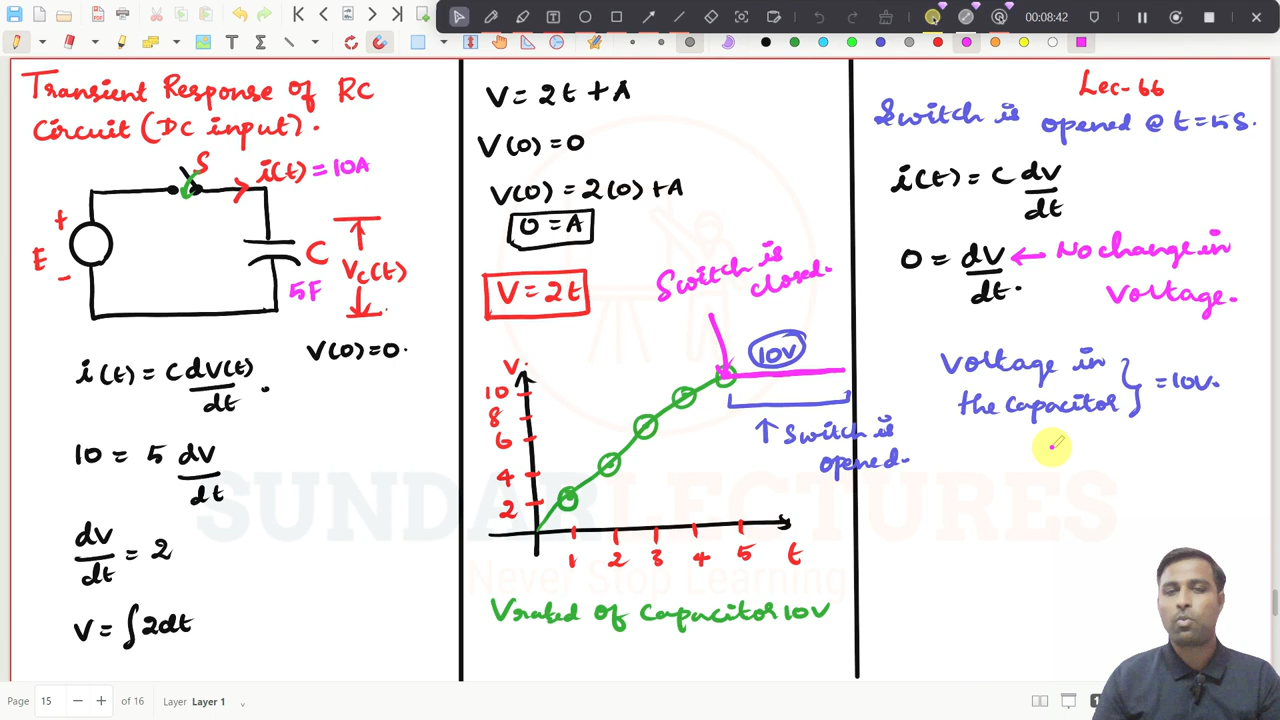 00:08:42
Transient Response of RC
Circuit (DC input).
S
i(t) = 10A
+
E
-
C
5F
Vc(t)
V(0) = 0.
i(t) = C dV(t)/dt.
10 = 5 dV/dt
dV/dt = 2
V = ∫2dt
V = 2t + A
V(0) = 0
V(0) = 2(0) + A
0 = A
V = 2t
Switch is
closed.
10V
V.
10
8
6
4
2
1 2 3 4 5 t
↑ Switch is
opened.
Vrated of Capacitor 10V
Lec-66
Switch is opened @ t=5S.
i(t) = C dv/dt
0 = dv/dt. ← No change in
Voltage.
Voltage in
the Capacitor } = 10V.
SUNDAR LECTURES
Never Stop Learning
Page 15 of 16 Layer Layer 1
1